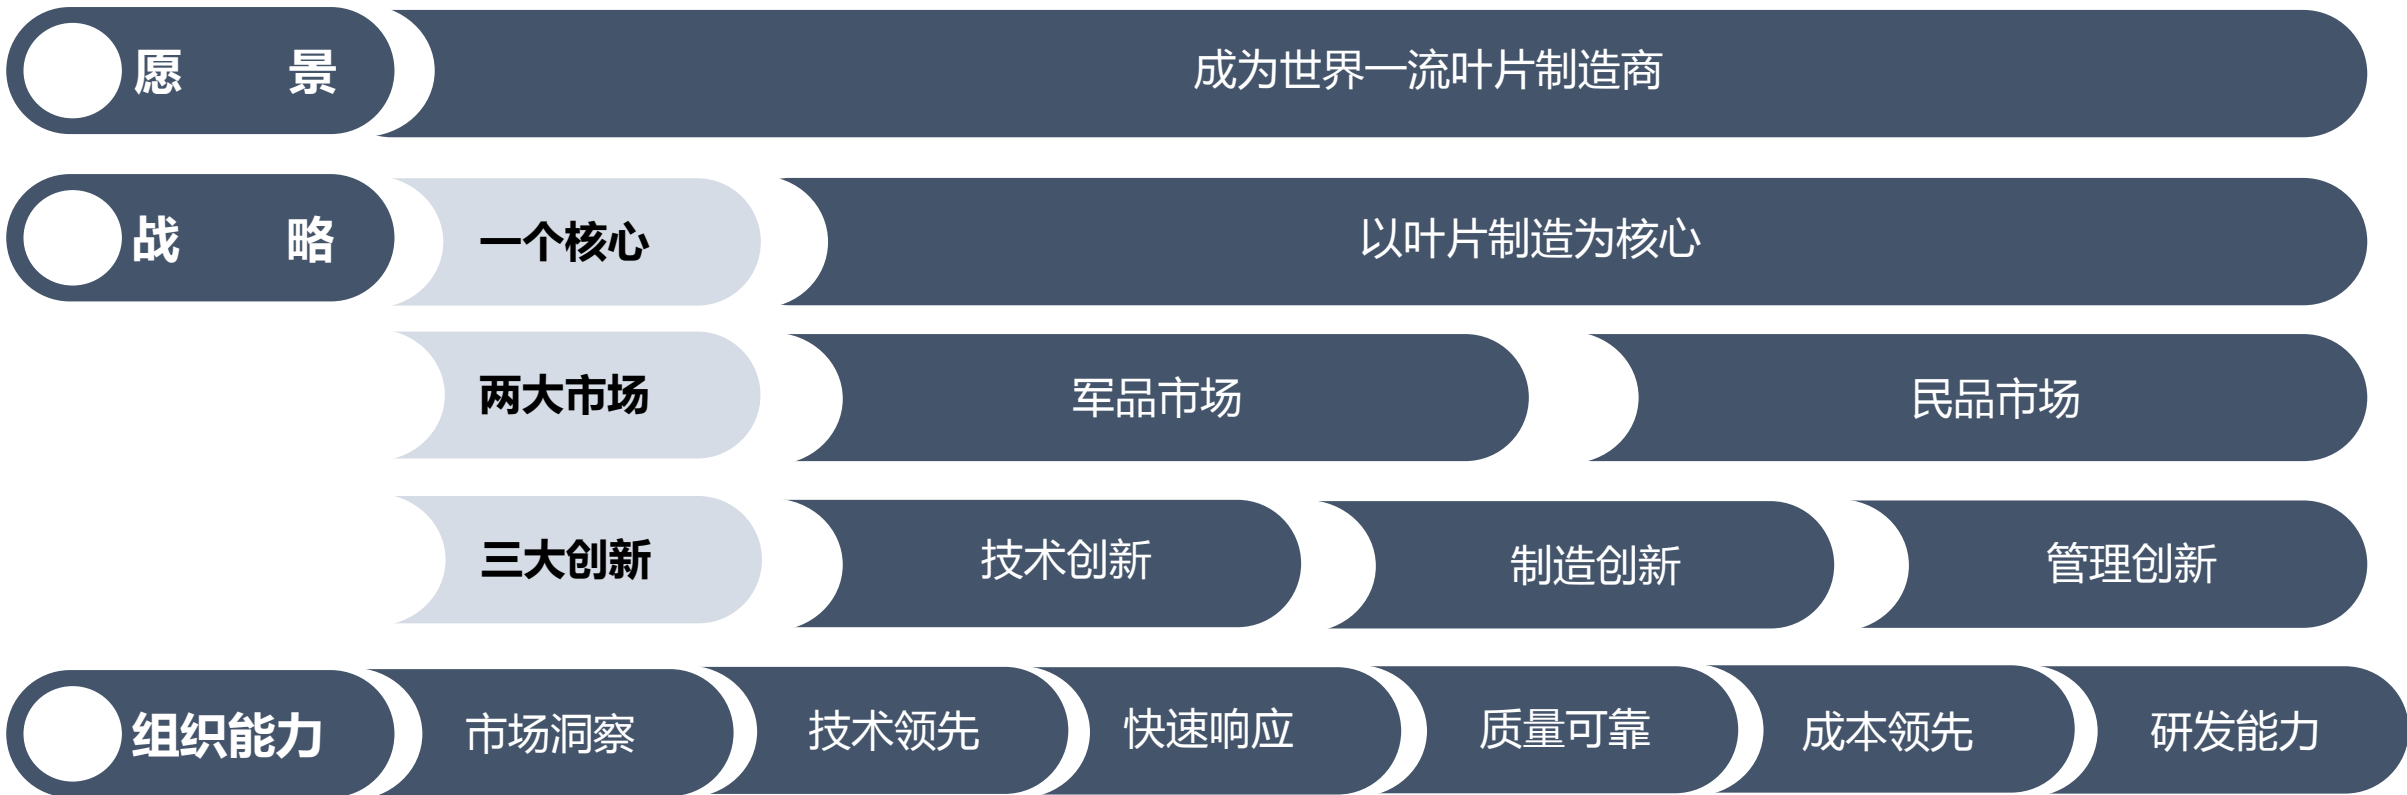 愿 景
成为世界一流叶片制造商
战 略
一个核心
以叶片制造为核心
两大市场
军品市场
民品市场
三大创新
技术创新
制造创新
管理创新
组织能力
市场洞察
技术领先
快速响应
质量可靠
成本领先
研发能力